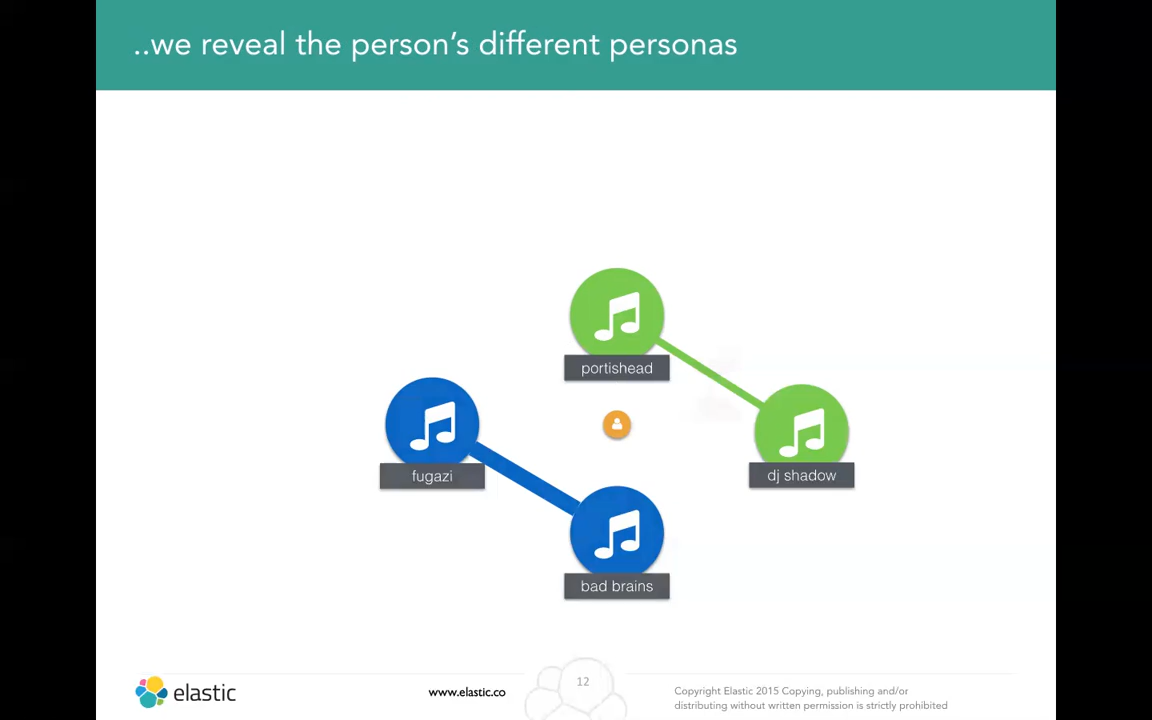 ..we reveal the person's different personas
portishead
fugazi
dj shadow
bad brains
elastic
www.elastic.co
12
Copyright Elastic 2015 Copying, publishing and/or
distributing without written permission is strictly prohibited